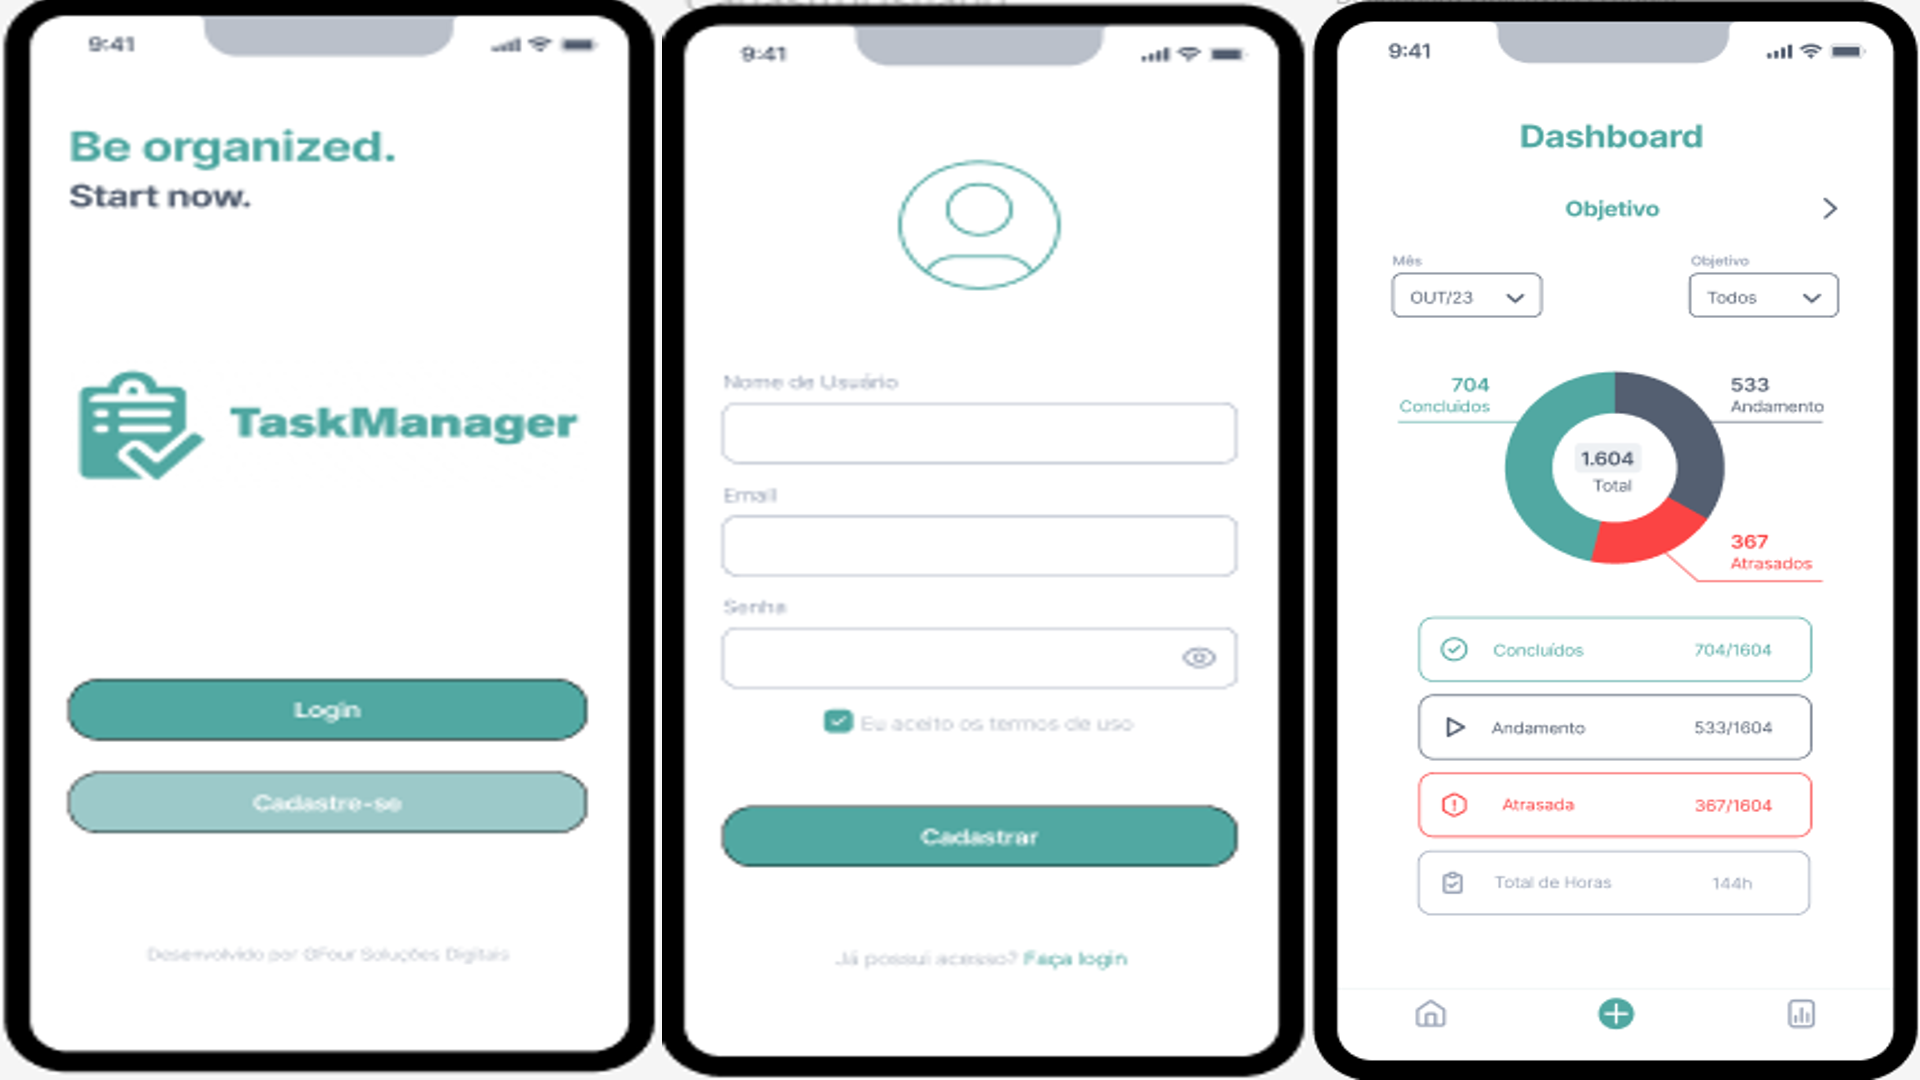 9:41
Be organized.
Start now.
TaskManager
Login
Cadastre-se
Desenvolvido por @Four Soluções Digitais
9:41
Nome de Usuário
Email
Senha
Eu aceito os termos de uso
Cadastrar
Já possui acesso? Faça login
9:41
Dashboard
Objetivo
Mês
Objetivo
OUT/23
Todos
704
Concluídos
533
Andamento
1.604
Total
367
Atrasados
Concluídos 704/1604
Andamento 533/1604
Atrasada 367/1604
Total de Horas 144h